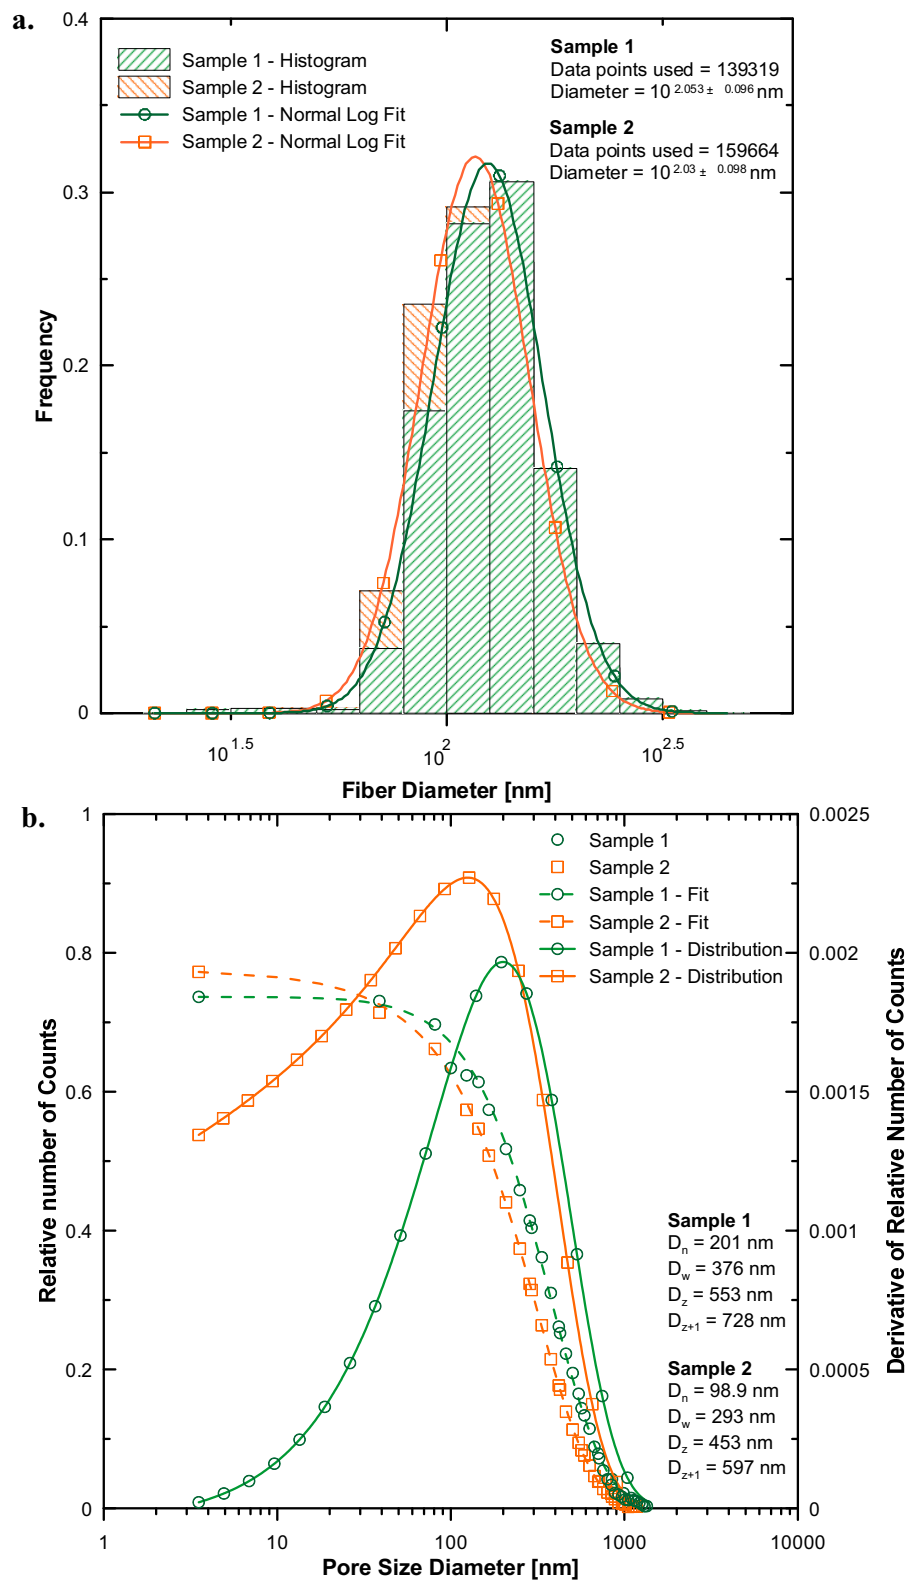 a.
0.4
Sample 1 - Histogram
Sample 2 - Histogram
Sample 1 - Normal Log Fit
Sample 2 - Normal Log Fit
Sample 1
Data points used = 139319
Diameter = 10 2.053 ± 0.096 nm
Sample 2
Data points used = 159664
Diameter = 10 2.03 ± 0.098 nm
0.3
0.2
0.1
0
Frequency
10 1.5
10 2
10 2.5
Fiber Diameter [nm]
b.
1
0.8
0.6
0.4
0.2
0
Relative number of Counts
Sample 1
Sample 2
Sample 1 - Fit
Sample 2 - Fit
Sample 1 - Distribution
Sample 2 - Distribution
0.0025
0.002
0.0015
0.001
0.0005
0
Derivative of Relative Number of Counts
Sample 1
Dn = 201 nm
Dw = 376 nm
Dz = 553 nm
Dz+1 = 728 nm
Sample 2
Dn = 98.9 nm
Dw = 293 nm
Dz = 453 nm
Dz+1 = 597 nm
1
10
100
1000
10000
Pore Size Diameter [nm]